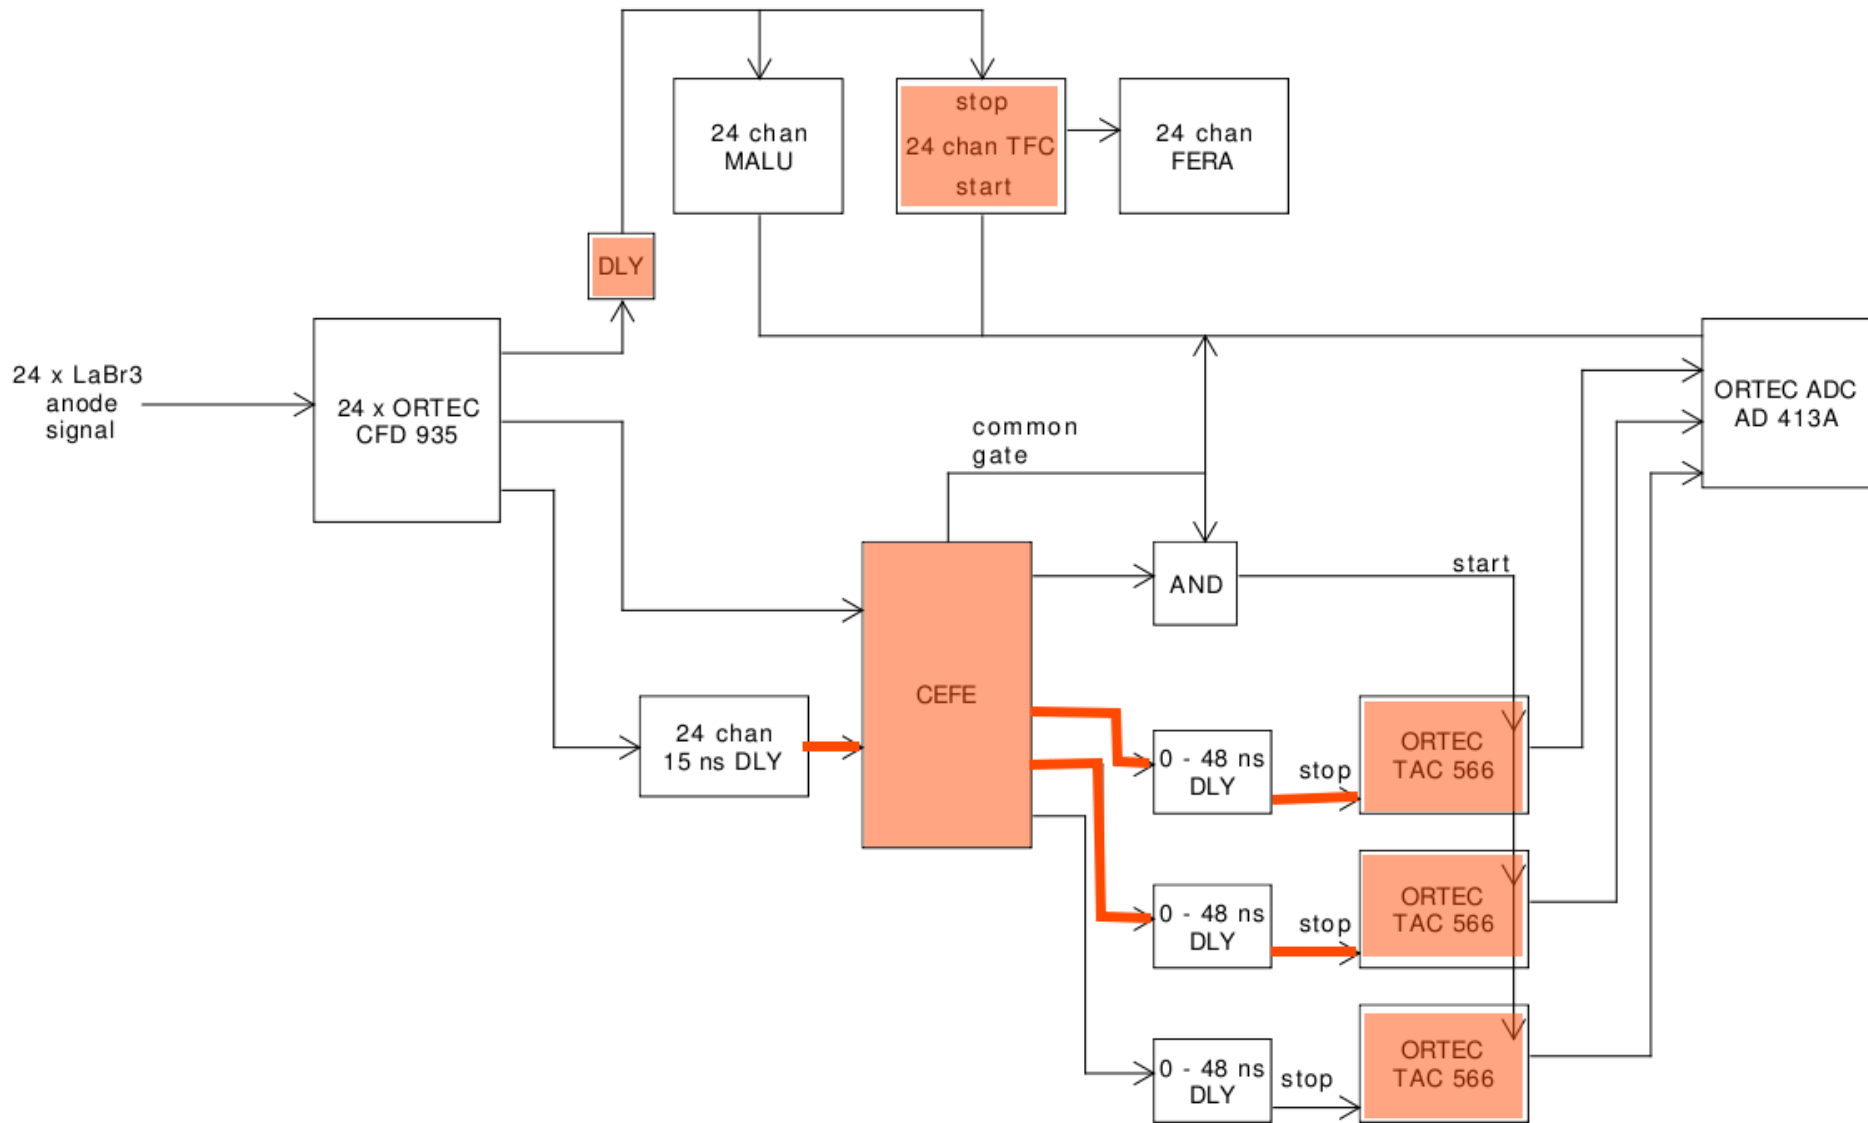 24 chan
MALU
stop
24 chan TFC
start
24 chan
FERA
DLY
24 x LaBr3
anode
signal
24 x ORTEC
CFD 935
ORTEC ADC
AD 413A
common
gate
AND
start
CEFE
24 chan
15 ns DLY
0 - 48 ns
DLY
stop
ORTEC
TAC 566
0 - 48 ns
DLY
stop
ORTEC
TAC 566
0 - 48 ns
DLY
stop
ORTEC
TAC 566